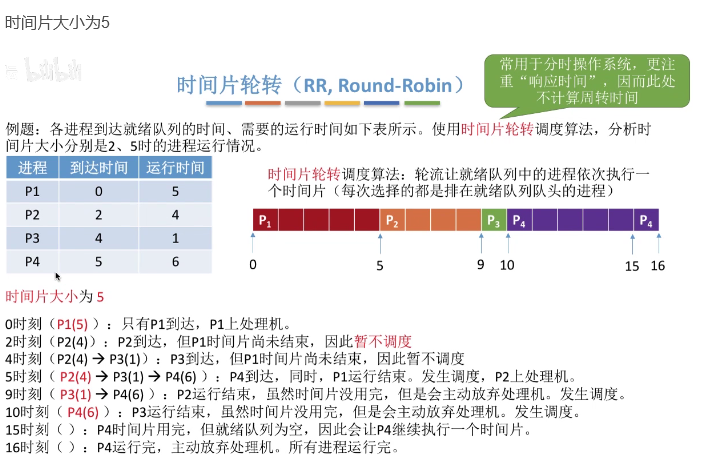 时间片大小为5
bilibili
时间片轮转（RR, Round-Robin）
常用于分时操作系统，更注
重“响应时间”，因而此处
不计算周转时间
例题：各进程到达就绪队列的时间、需要的运行时间如下表所示。使用时间片轮转调度算法，分析时
间片大小分别是2、5时的进程运行情况。
进程 到达时间 运行时间
P1 0 5
P2 2 4
P3 4 1
P4 5 6
时间片轮转调度算法：轮流让就绪队列中的进程依次执行一
个时间片（每次选择的都是排在就绪队列队头的进程）
P1 P2 P3 P4 P4
0 5 9 10 15 16
时间片大小为 5
0时刻（P1(5)）：只有P1到达，P1上处理机。
2时刻（P2(4)）：P2到达，但P1时间片尚未结束，因此暂不调度
4时刻（P2(4) → P3(1)）：P3到达，但P1时间片尚未结束，因此暂不调度
5时刻（ P2(4) → P3(1) → P4(6) ）：P4到达，同时，P1运行结束。发生调度，P2上处理机。
9时刻（ P3(1) → P4(6) ）：P2运行结束，虽然时间片没用完，但是会主动放弃处理机。发生调度。
10时刻（ P4(6) ）：P3运行结束，虽然时间片没用完，但是会主动放弃处理机。发生调度。
15时刻（ ）：P4时间片用完，但就绪队列为空，因此会让P4继续执行一个时间片。
16时刻（ ）：P4运行完，主动放弃处理机。所有进程运行完。